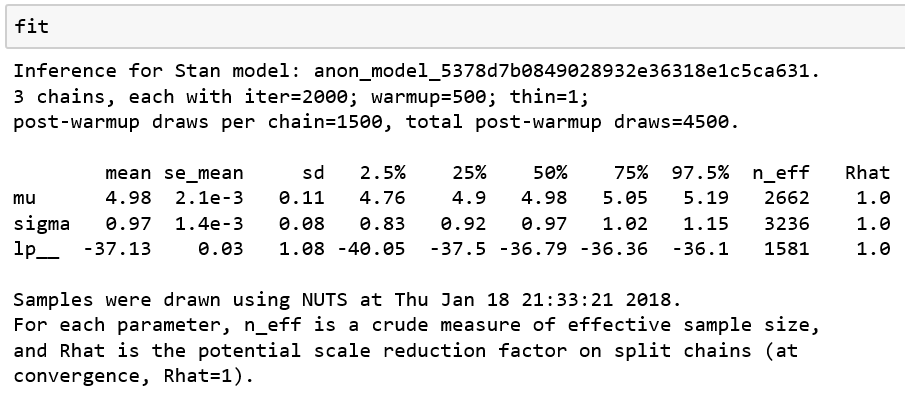 fit
Inference for Stan model: anon_model_5378d7b0849028932e36318e1c5ca631.
3 chains, each with iter=2000; warmup=500; thin=1;
post-warmup draws per chain=1500, total post-warmup draws=4500.
mean se_mean sd 2.5% 25% 50% 75% 97.5% n_eff Rhat
mu 4.98 2.1e-3 0.11 4.76 4.9 4.98 5.05 5.19 2662 1.0
sigma 0.97 1.4e-3 0.08 0.83 0.92 0.97 1.02 1.15 3236 1.0
lp__ -37.13 0.03 1.08 -40.05 -37.5 -36.79 -36.36 -36.1 1581 1.0
Samples were drawn using NUTS at Thu Jan 18 21:33:21 2018.
For each parameter, n_eff is a crude measure of effective sample size,
and Rhat is the potential scale reduction factor on split chains (at
convergence, Rhat=1).